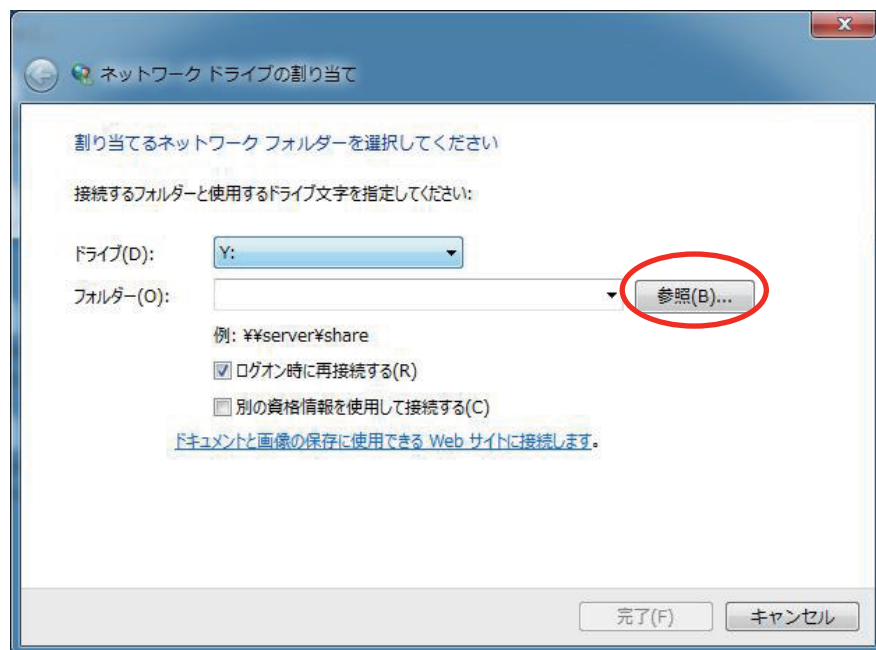 ネットワーク ドライブの割り当て
割り当てるネットワーク フォルダーを選択してください
接続するフォルダーと使用するドライブ文字を指定してください:
ドライブ(D): Y:
フォルダー(O): 参照(B)...
例: ¥¥server¥share
ログオン時に再接続する(R)
別の資格情報を使用して接続する(C)
ドキュメントと画像の保存に使用できる Web サイトに接続します。
完了(F) キャンセル